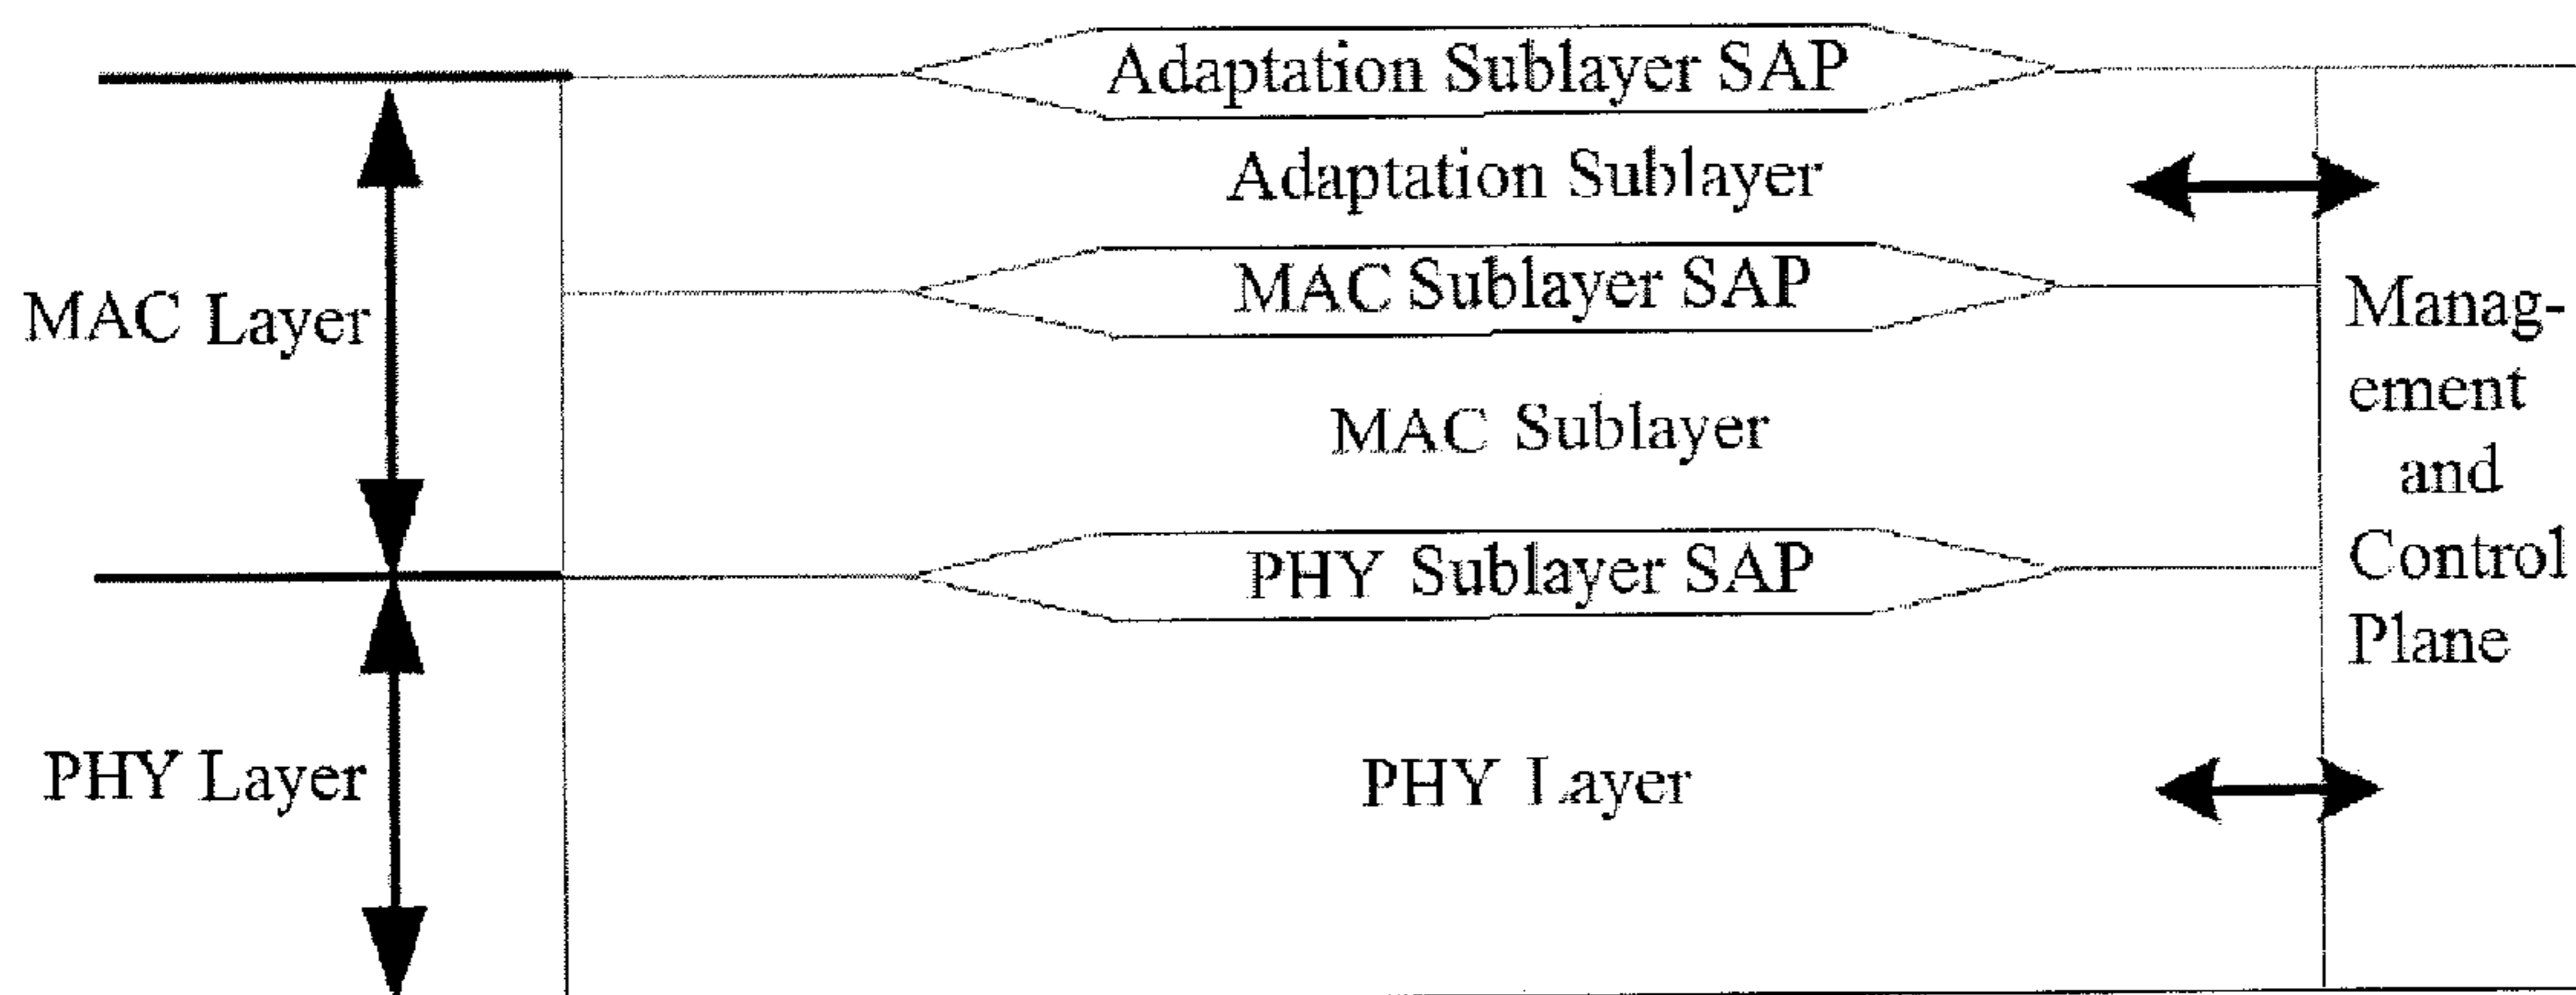 Adaptation Sublayer SAP
Adaptation Sublayer
MAC Sublayer SAP
MAC Layer
MAC Sublayer
PHY Sublayer SAP
PHY Layer
PHY Layer
Manag-
ement
and
Control
Plane